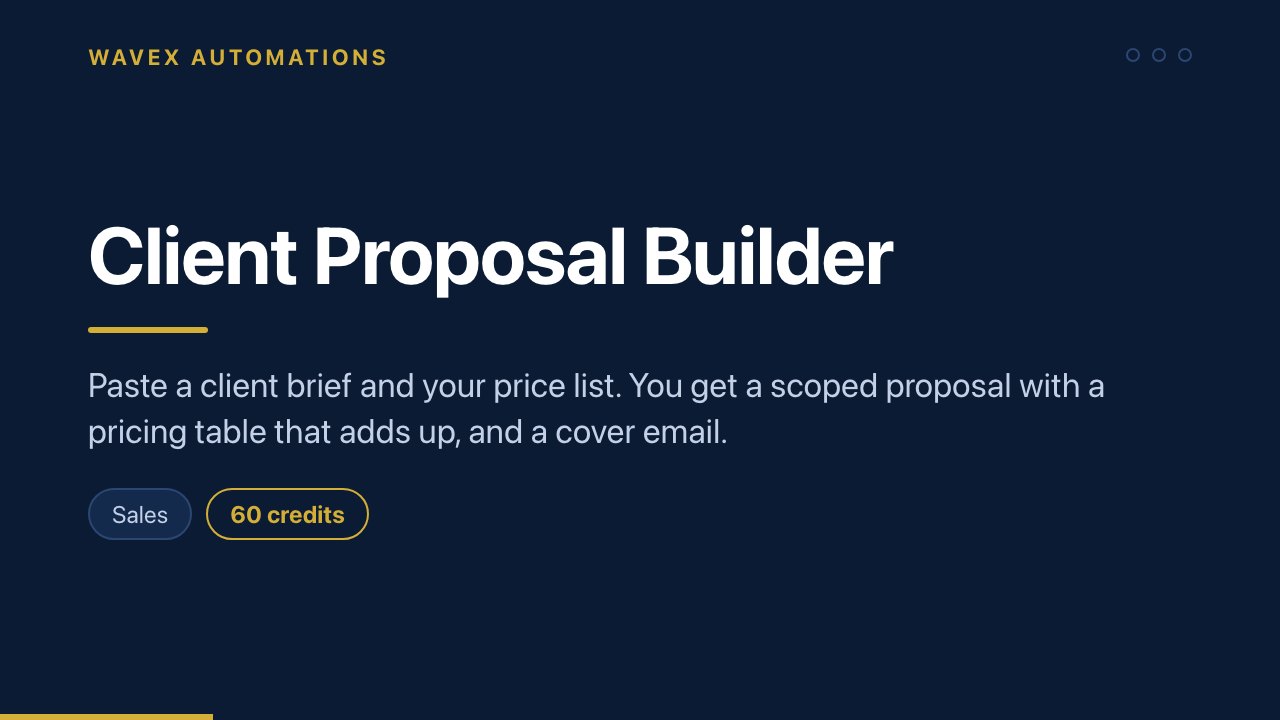 WAVEX AUTOMATIONS
Client Proposal Builder
Paste a client brief and your price list. You get a scoped proposal with a
pricing table that adds up, and a cover email.
Sales
60 credits